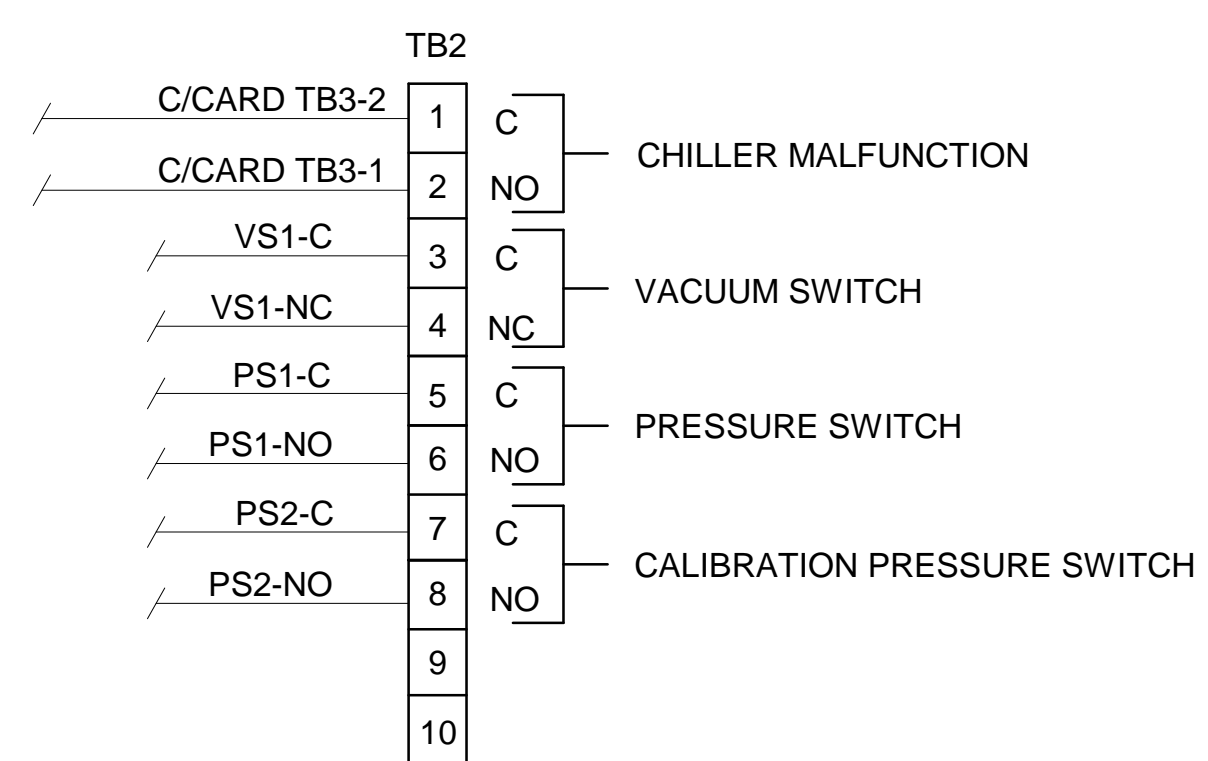 TB2
C/CARD TB3-2 1 C
CHILLER MALFUNCTION
C/CARD TB3-1 2 NO
VS1-C 3 C
VACUUM SWITCH
VS1-NC 4 NC
PS1-C 5 C
PRESSURE SWITCH
PS1-NO 6 NO
PS2-C 7 C
CALIBRATION PRESSURE SWITCH
PS2-NO 8 NO
9
10